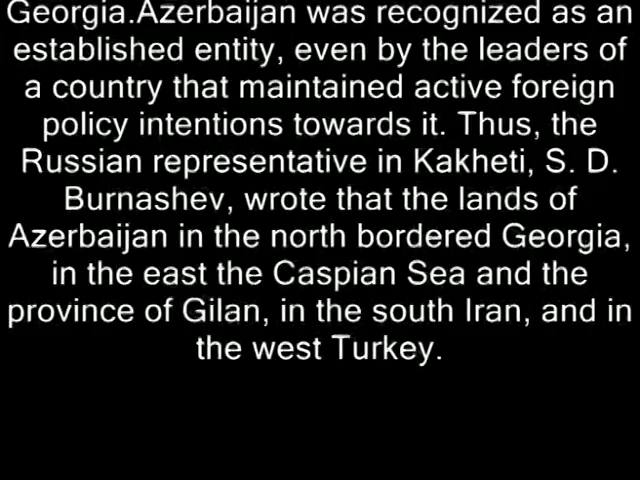 Georgia.Azerbaijan was recognized as an
established entity, even by the leaders of
a country that maintained active foreign
policy intentions towards it. Thus, the
Russian representative in Kakheti, S. D.
Burnashev, wrote that the lands of
Azerbaijan in the north bordered Georgia,
in the east the Caspian Sea and the
province of Gilan, in the south Iran, and in
the west Turkey.